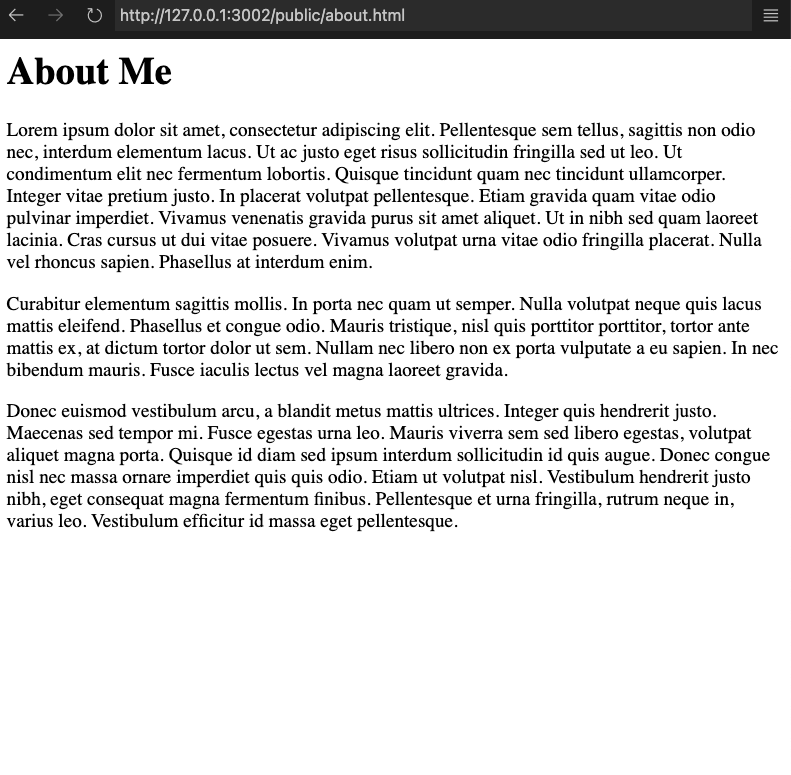 http://127.0.0.1:3002/public/about.html
About Me
Lorem ipsum dolor sit amet, consectetur adipiscing elit. Pellentesque sem tellus, sagittis non odio
nec, interdum elementum lacus. Ut ac justo eget risus sollicitudin fringilla sed ut leo. Ut
condimentum elit nec fermentum lobortis. Quisque tincidunt quam nec tincidunt ullamcorper.
Integer vitae pretium justo. In placerat volutpat pellentesque. Etiam gravida quam vitae odio
pulvinar imperdiet. Vivamus venenatis gravida purus sit amet aliquet. Ut in nibh sed quam laoreet
lacinia. Cras cursus ut dui vitae posuere. Vivamus volutpat urna vitae odio fringilla placerat. Nulla
vel rhoncus sapien. Phasellus at interdum enim.
Curabitur elementum sagittis mollis. In porta nec quam ut semper. Nulla volutpat neque quis lacus
mattis eleifend. Phasellus et congue odio. Mauris tristique, nisl quis porttitor porttitor, tortor ante
mattis ex, at dictum tortor dolor ut sem. Nullam nec libero non ex porta vulputate a eu sapien. In nec
bibendum mauris. Fusce iaculis lectus vel magna laoreet gravida.
Donec euismod vestibulum arcu, a blandit metus mattis ultrices. Integer quis hendrerit justo.
Maecenas sed tempor mi. Fusce egestas urna leo. Mauris viverra sem sed libero egestas, volutpat
aliquet magna porta. Quisque id diam sed ipsum interdum sollicitudin id quis augue. Donec congue
nisl nec massa ornare imperdiet quis quis odio. Etiam ut volutpat nisl. Vestibulum hendrerit justo
nibh, eget consequat magna fermentum finibus. Pellentesque et urna fringilla, rutrum neque in,
varius leo. Vestibulum efficitur id massa eget pellentesque.